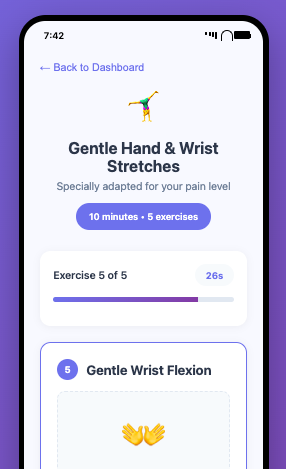 7:42
← Back to Dashboard
Gentle Hand & Wrist
Stretches
Specially adapted for your pain level
10 minutes • 5 exercises
Exercise 5 of 5
26s
5
Gentle Wrist Flexion